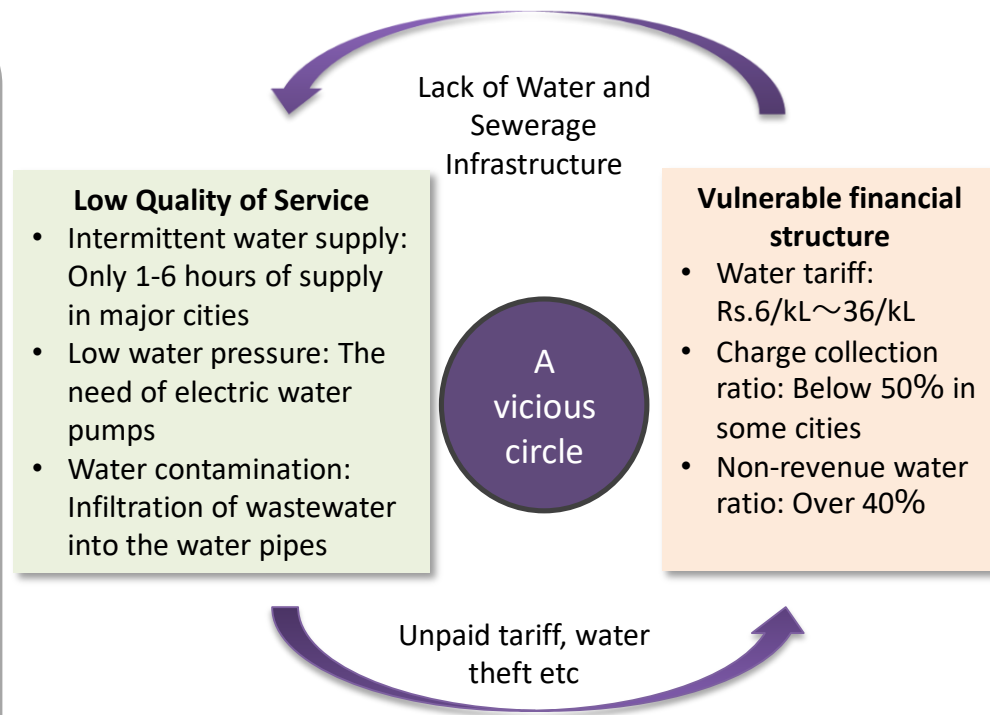 Lack of Water and
Sewerage
Infrastructure
Low Quality of Service
• Intermittent water supply:
Only 1-6 hours of supply
in major cities
• Low water pressure: The
need of electric water
pumps
• Water contamination:
Infiltration of wastewater
into the water pipes
A
vicious
circle
Vulnerable financial
structure
• Water tariff:
Rs.6/kL～36/kL
• Charge collection
ratio: Below 50% in
some cities
• Non-revenue water
ratio: Over 40%
Unpaid tariff, water
theft etc